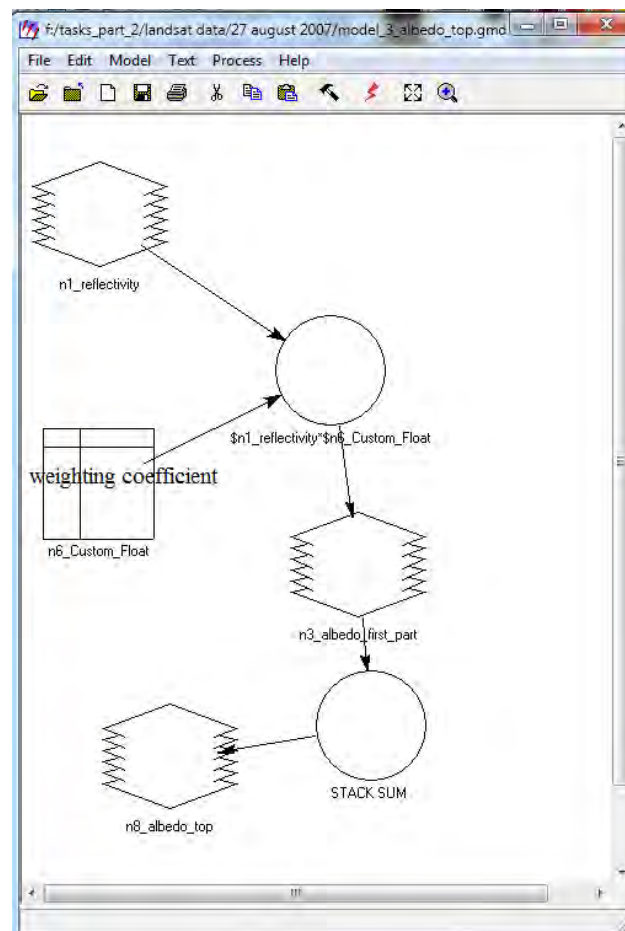 f:/tasks_part_2/landsat data/27 august 2007/model_3_albedo_top.gmd
File Edit Model Text Process Help
n1_reflectivity
$n1_reflectivity*$n6_Custom_Float
weighting coefficient
n6_Custom_Float
n3_albedo_first_part
STACK SUM
n8_albedo_top